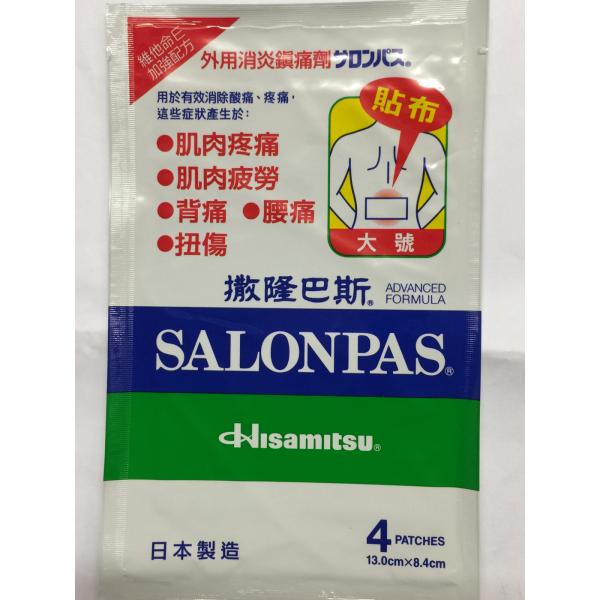 維他命E
加強配方
外用消炎鎮痛劑サロンパス®
用於有效消除酸痛、疼痛，
這些症狀產生於：
●肌肉疼痛
●肌肉疲勞
●背痛 ●腰痛
●扭傷
貼布
大號
撒隆巴斯® ADVANCED
FORMULA
SALONPAS®
Hisamitsu®
日本製造
4 PATCHES
13.0cm×8.4cm